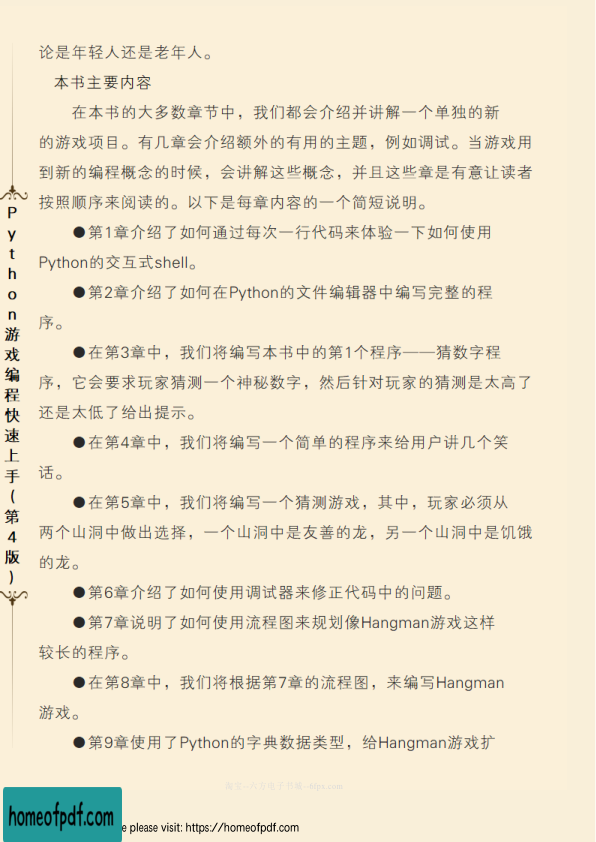 论是年轻人还是老年人。
本书主要内容
在本书的大多数章节中，我们都会介绍并讲解一个单独的新
的游戏项目。有几章会介绍额外的有用的主题，例如调试。当游戏用
到新的编程概念的时候，会讲解这些概念，并且这些章是有意让读者
按照顺序来阅读的。以下是每章内容的一个简短说明。
●第1章介绍了如何通过每次一行代码来体验一下如何使用
Python的交互式shell。
●第2章介绍了如何在Python的文件编辑器中编写完整的程
序。
●在第3章中，我们将编写本书中的第1个程序——猜数字程
序，它会要求玩家猜测一个神秘数字，然后针对玩家的猜测是太高了
还是太低了给出提示。
●在第4章中，我们将编写一个简单的程序来给用户讲几个笑
话。
●在第5章中，我们将编写一个猜测游戏，其中，玩家必须从
两个山洞中做出选择，一个山洞中是友善的龙，另一个山洞中是饥饿
的龙。
●第6章介绍了如何使用调试器来修正代码中的问题。
●第7章说明了如何使用流程图来规划像Hangman游戏这样
较长的程序。
●在第8章中，我们将根据第7章的流程图，来编写Hangman
游戏。
●第9章使用了Python的字典数据类型，给Hangman游戏扩
Python游戏编程快速上手(第4版)
homeofpdf.com
e please visit: https://homeofpdf.com